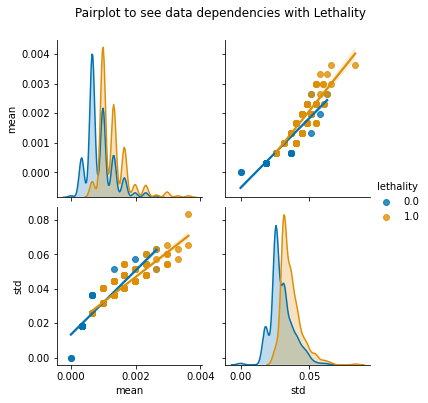 Pairplot to see data dependencies with Lethality
0.004
0.003
0.002
0.001
0.000
mean
lethality
0.0
1.0
0.08
0.06
0.04
0.02
0.00
std
0.000 0.002 0.004
mean
0.00 0.05
std